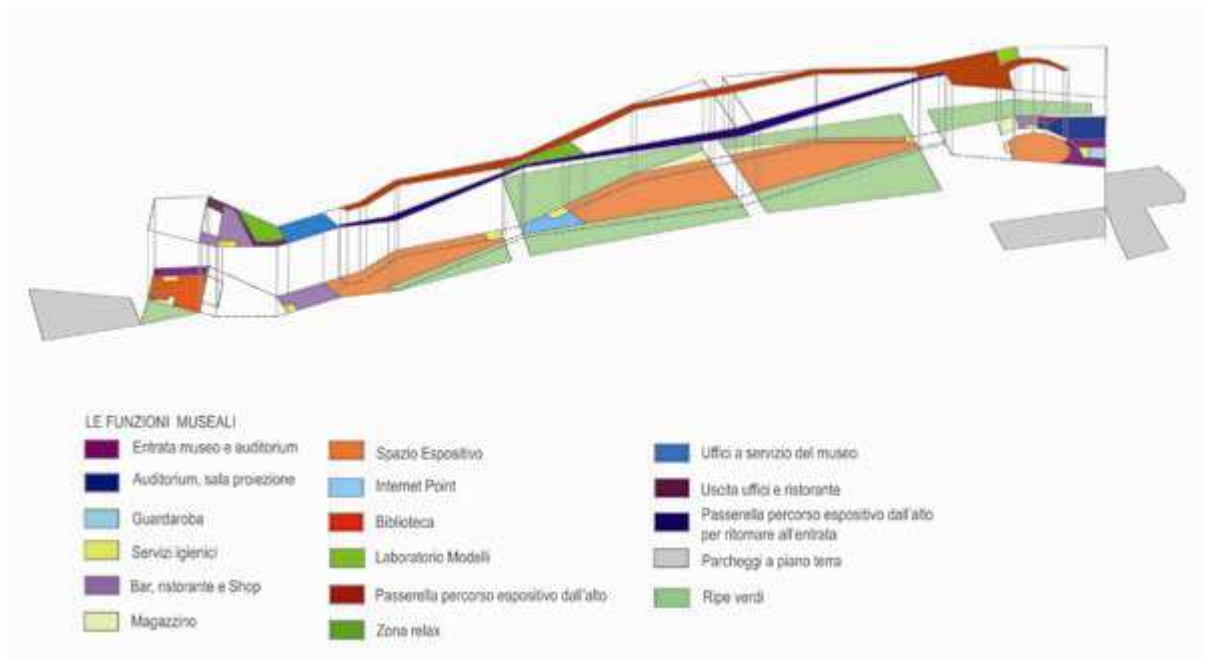 LE FUNZIONI MUSEALI
Entrata museo e auditorium
Auditorium, sala proiezione
Guardaroba
Servizi igienici
Bar, ristorante e Shop
Magazzino
Spazio Espositivo
Internet Point
Biblioteca
Laboratorio Modelli
Passerella percorso espositivo dall'alto
Zona relax
Uffici a servizio del museo
Uscita uffici e ristorante
Passerella percorso espositivo dall'alto
per ritornare all'entrata
Parcheggi a piano terra
Ripe verdi